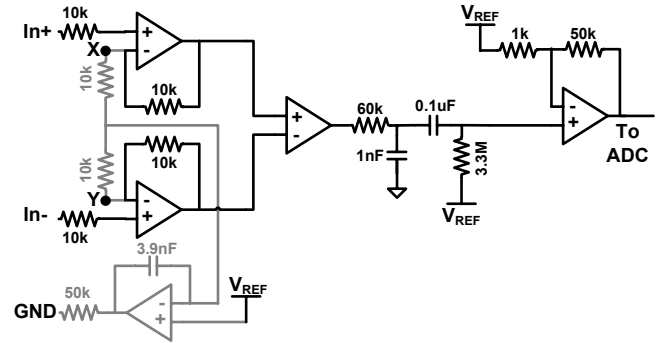 In+
10k
X
+
-
10k
10k
10k
10k
Y
-
+
In-
10k
3.9nF
50k
GND
-
+
VREF
+
-
60k
1nF
0.1uF
3.3M
VREF
VREF
1k
50k
-
+
To
ADC